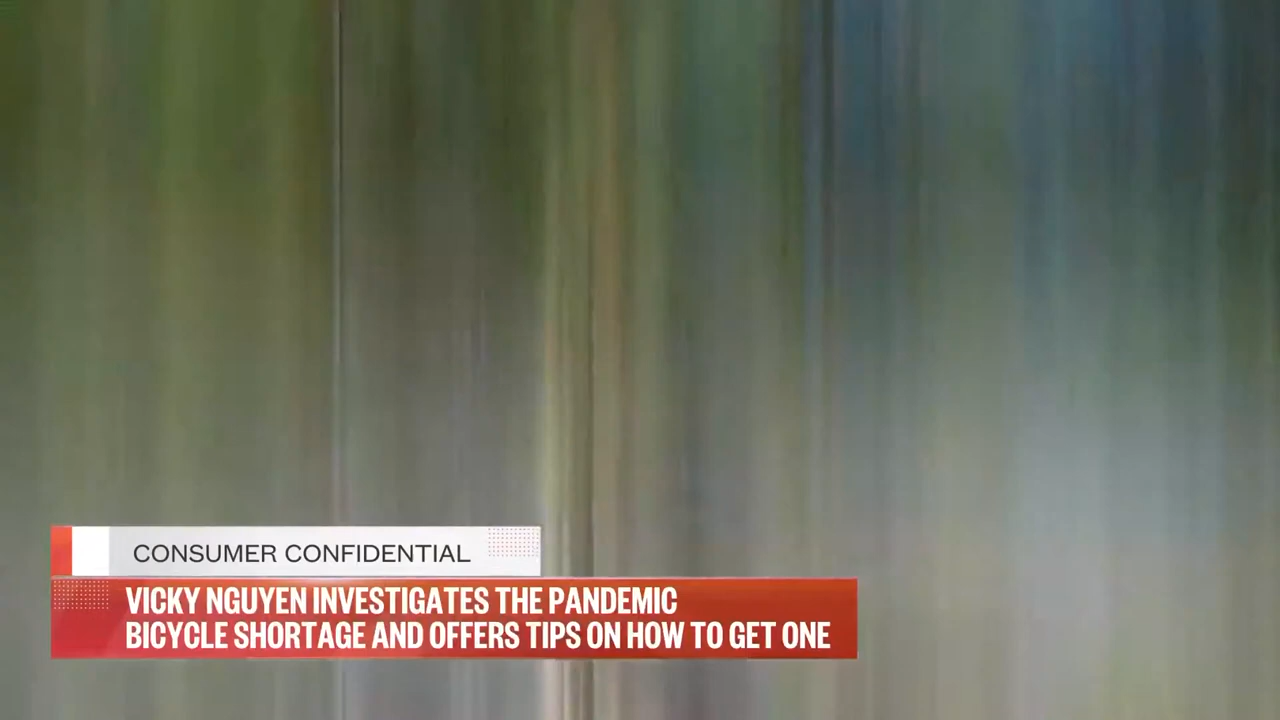 CONSUMER CONFIDENTIAL
VICKY NGUYEN INVESTIGATES THE PANDEMIC
BICYCLE SHORTAGE AND OFFERS TIPS ON HOW TO GET ONE